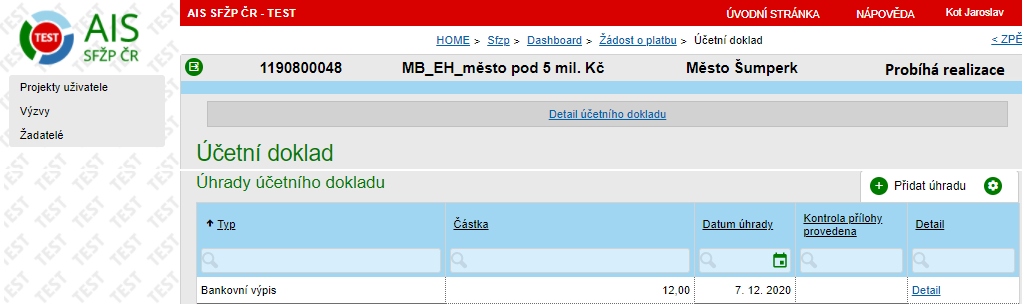 TEST
AIS
SFŽP ČR
AIS SFŽP ČR - TEST
ÚVODNÍ STRÁNKA
NÁPOVĚDA
Kot Jaroslav
HOME > Sfzp > Dashboard > Žádost o platbu > Účetní doklad
< ZPĚ
Projekty uživatele
Výzvy
Žadatelé
1190800048
MB_EH_město pod 5 mil. Kč
Město Šumperk
Probíhá realizace
Detail účetního dokladu
Účetní doklad
Úhrady účetního dokladu
Přidat úhradu
Typ
Částka
Datum úhrady
Kontrola přílohy
provedena
Detail
Bankovní výpis
12,00
7. 12. 2020
Detail